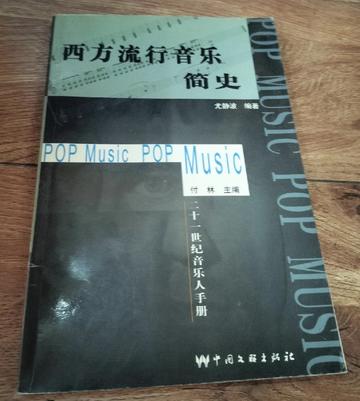 西方流行音乐
简史
尤静波 编著
POP Music POP Music
付林 主编
二十一世纪音乐人手册
POP MUSIC POP MUSIC
中国文联出版社